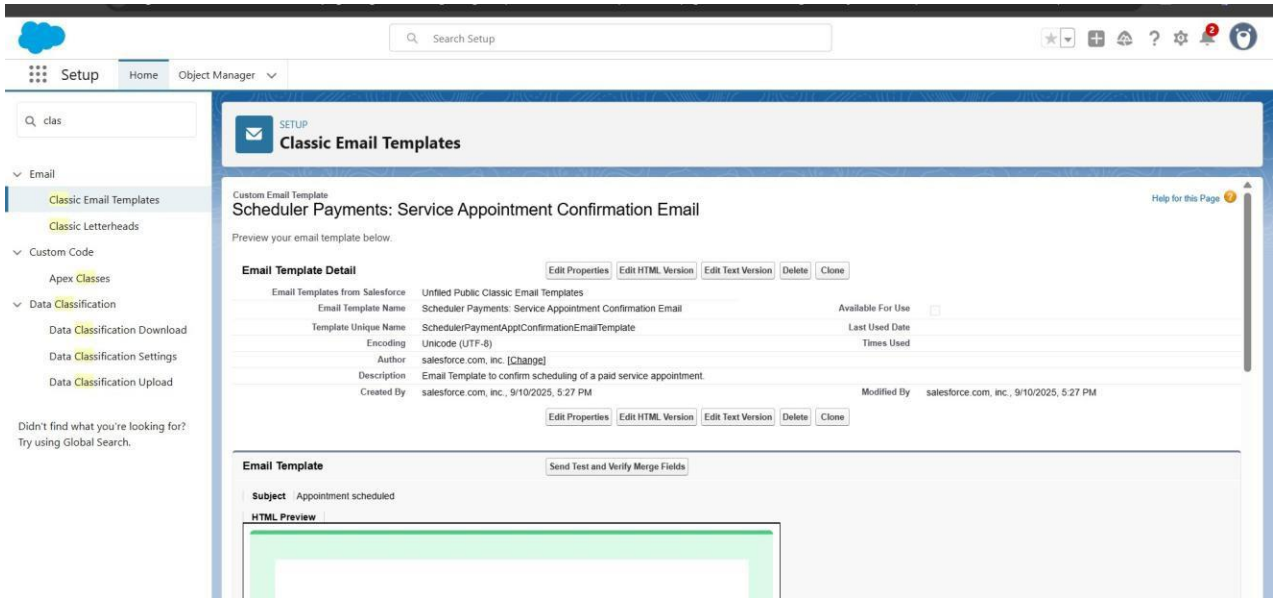 Search Setup
2
Setup Home Object Manager
clas
Email
Classic Email Templates
Classic Letterheads
Custom Code
Apex Classes
Data Classification
Data Classification Download
Data Classification Settings
Data Classification Upload
Didn't find what you're looking for?
Try using Global Search.
SETUP
Classic Email Templates
Custom Email Template
Scheduler Payments: Service Appointment Confirmation Email
Help for this Page ?
Preview your email template below.
Email Template Detail Edit Properties Edit HTML Version Edit Text Version Delete Clone
Email Templates from Salesforce Unfiled Public Classic Email Templates
Email Template Name Scheduler Payments: Service Appointment Confirmation Email Available For Use
Template Unique Name SchedulerPaymentApptConfirmationEmailTemplate Last Used Date
Encoding Unicode (UTF-8) Times Used
Author salesforce.com, inc. [Change]
Description Email Template to confirm scheduling of a paid service appointment.
Created By salesforce.com, inc., 9/10/2025, 5:27 PM Modified By salesforce.com, inc., 9/10/2025, 5:27 PM
Edit Properties Edit HTML Version Edit Text Version Delete Clone
Email Template Send Test and Verify Merge Fields
Subject Appointment scheduled
HTML Preview